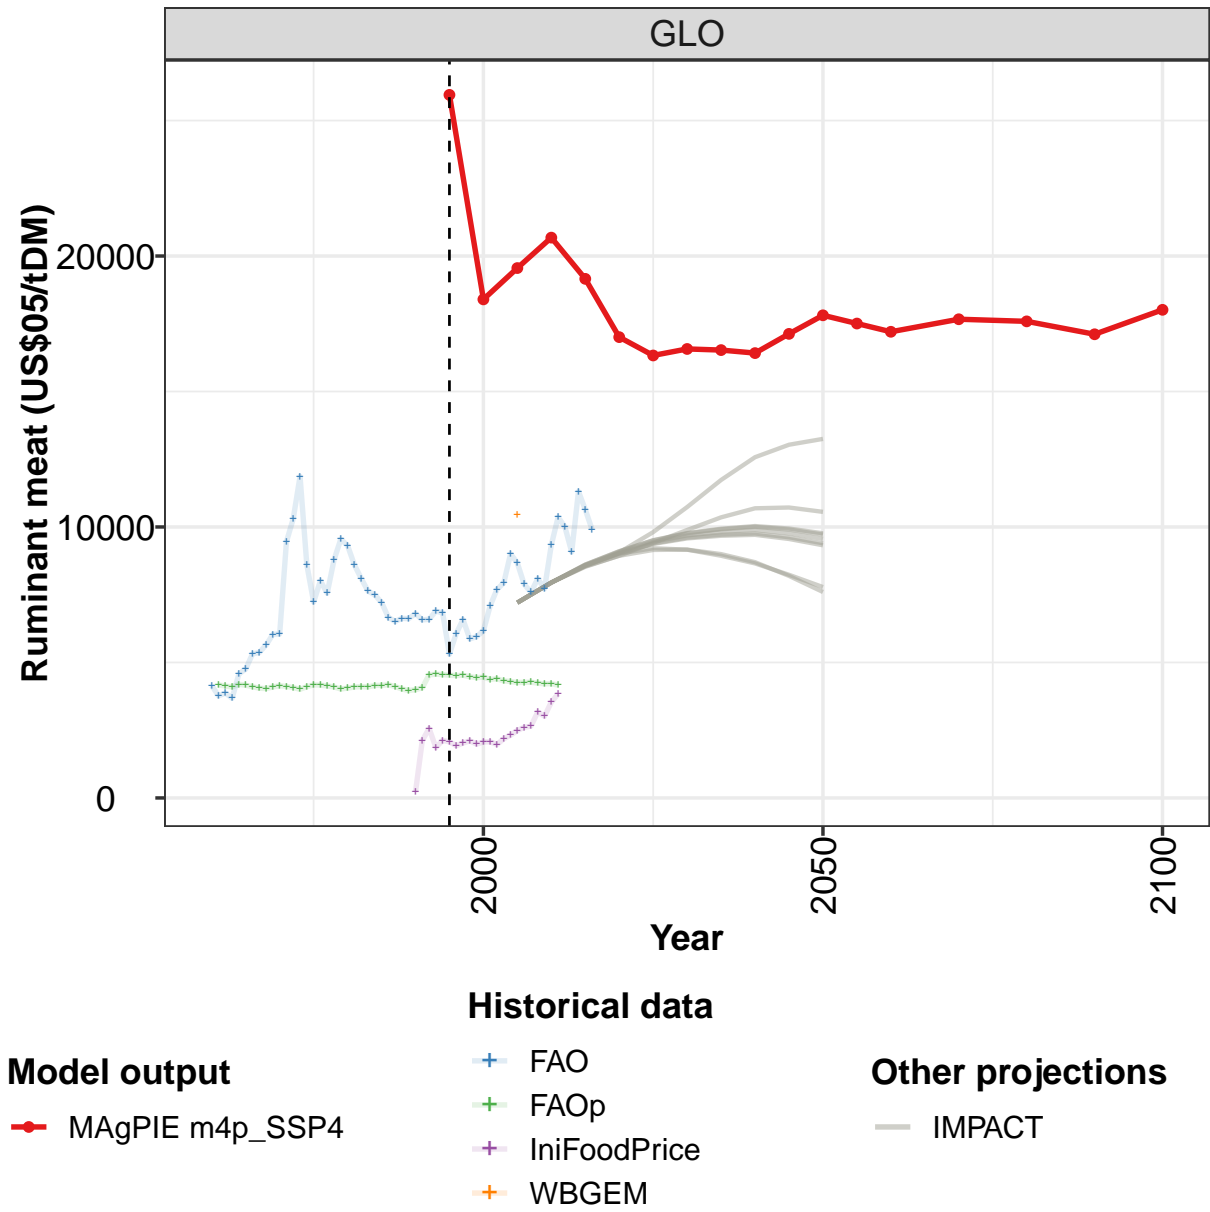 GLO
Ruminant meat (US$05/tDM)
20000
10000
0
2000
2050
2100
Year
Historical data
FAO
FAOp
IniFoodPrice
WBGEM
Model output
MAgPIE m4p_SSP4
Other projections
IMPACT